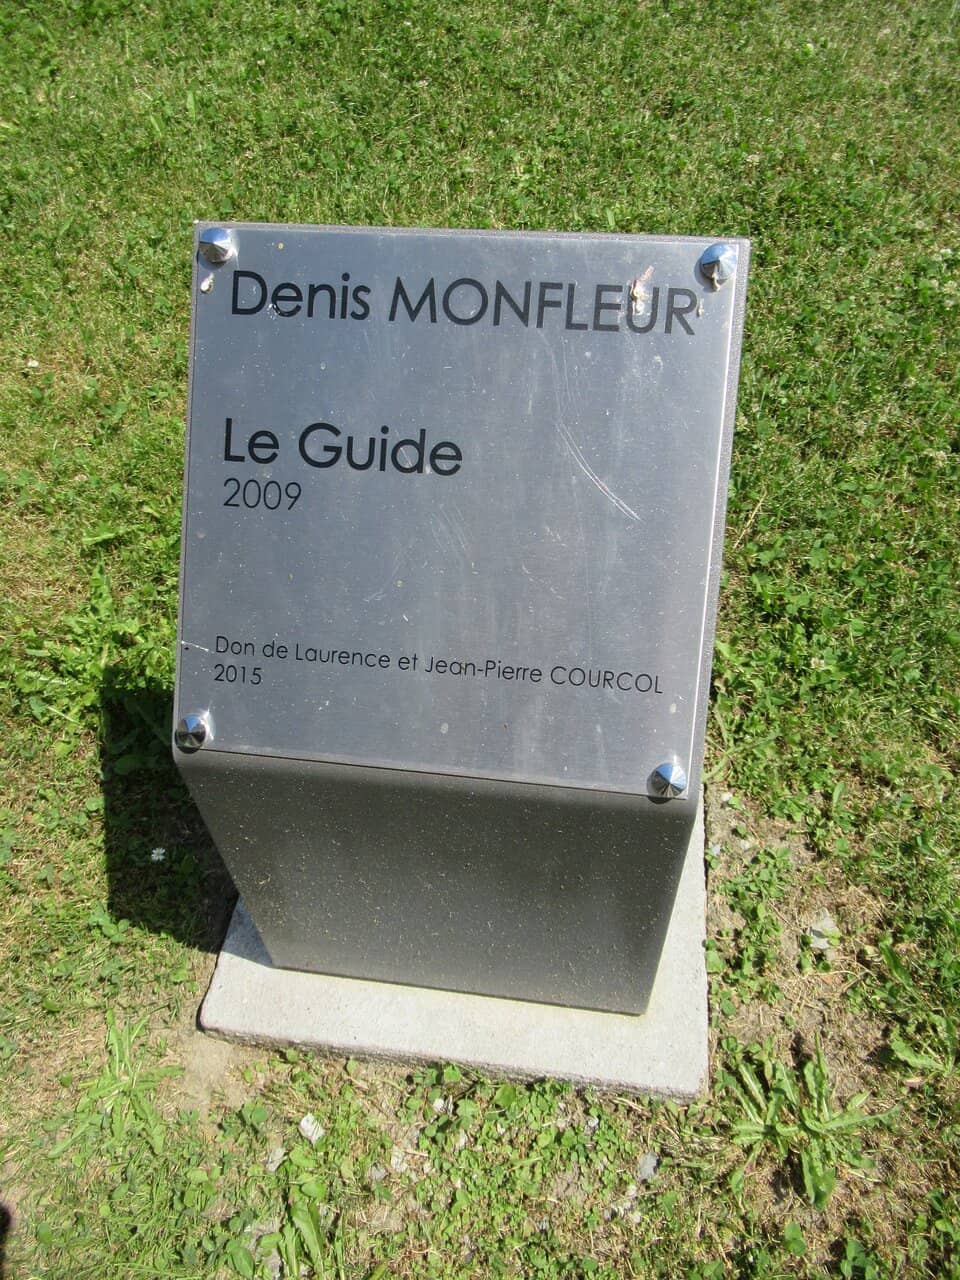 Denis MONFLEUR
Le Guide
2009
Don de Laurence et Jean-Pierre COURCOL
2015